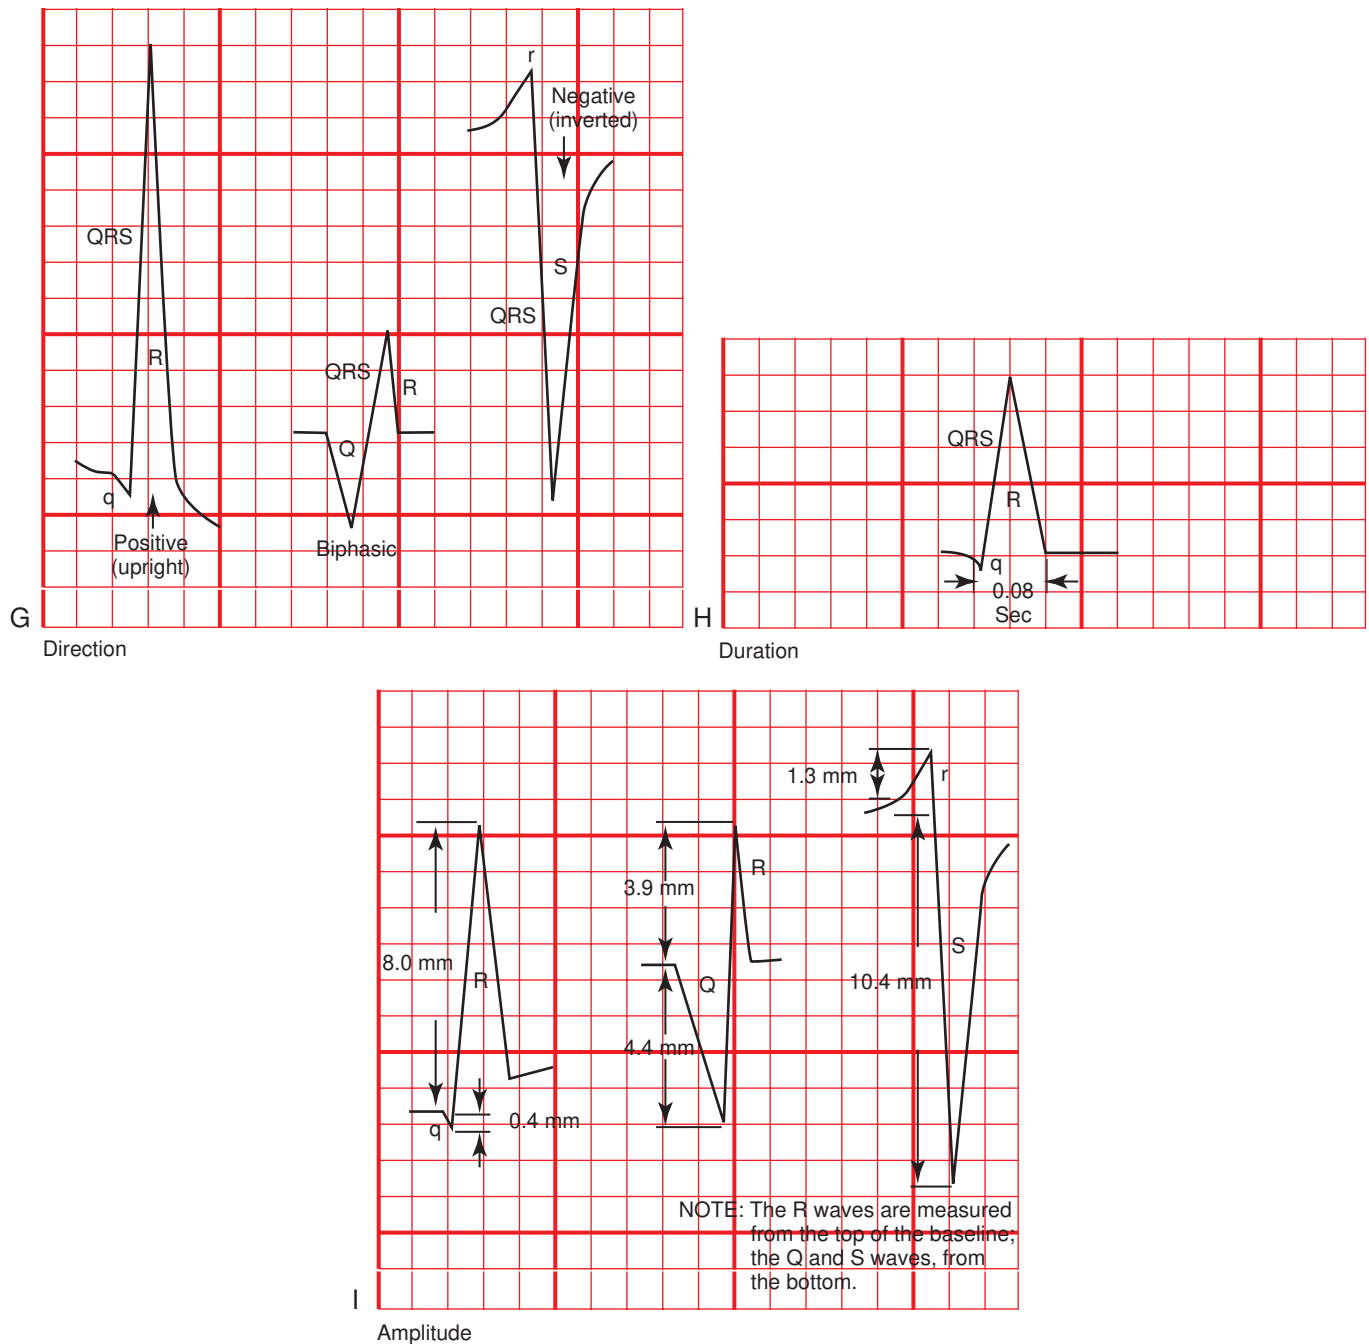 r
Negative
(inverted)
QRS
S
QRS
R
QRS
R
Q
q
Positive
(upright)
Biphasic
G
Direction
QRS
R
q
0.08
Sec
H
Duration
1.3 mm
r
3.9 mm
R
8.0 mm
R
Q
S
10.4 mm
4.4 mm
q
0.4 mm
NOTE: The R waves are measured
from the top of the baseline;
the Q and S waves, from
the bottom.
I
Amplitude